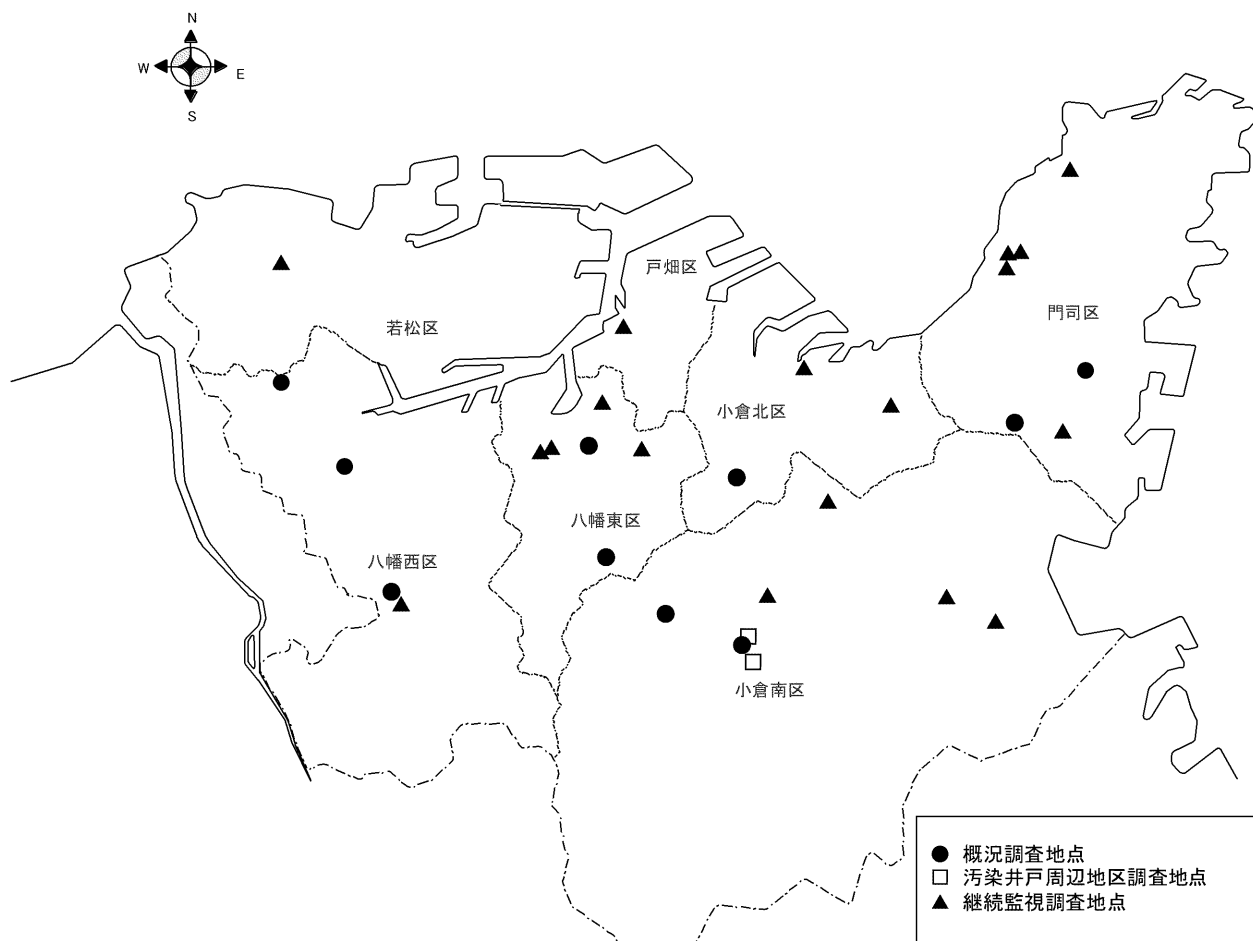 N
W
E
S
戸畑区
門司区
若松区
小倉北区
八幡東区
八幡西区
小倉南区
概況調査地点
汚染井戸周辺地区調査地点
継続監視調査地点